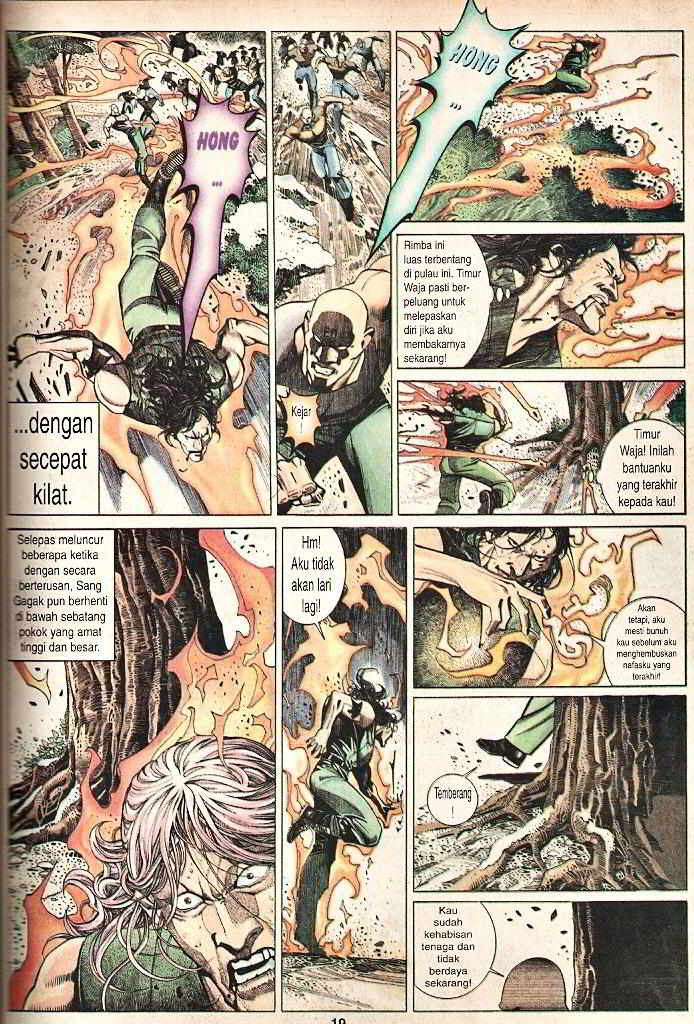 HONG
...
...dengan
secepat
kilat.
HONG
...
Kejar
!
Rimba ini
luas terbentang
di pulau ini. Timur
Waja pasti ber-
peluang untuk
melepaskan
diri jika aku
membakarnya
sekarang!
Timur
Waja! Inilah
bantuanku
yang terakhir
kepada kau!
Selepas meluncur
beberapa ketika
dengan secara
berterusan, Sang
Gagak pun berhenti
di bawah sebatang
pokok yang amat
tinggi dan besar.
Hm!
Aku tidak
akan lari
lagi!
Akan
tetapi, aku
mesti bunuh
kau sebelum aku
menghembuskan
nafasku yang
terakhir!
Temberang
!
Kau
sudah
kehabisan
tenaga dan
tidak
berdaya
sekarang!
19